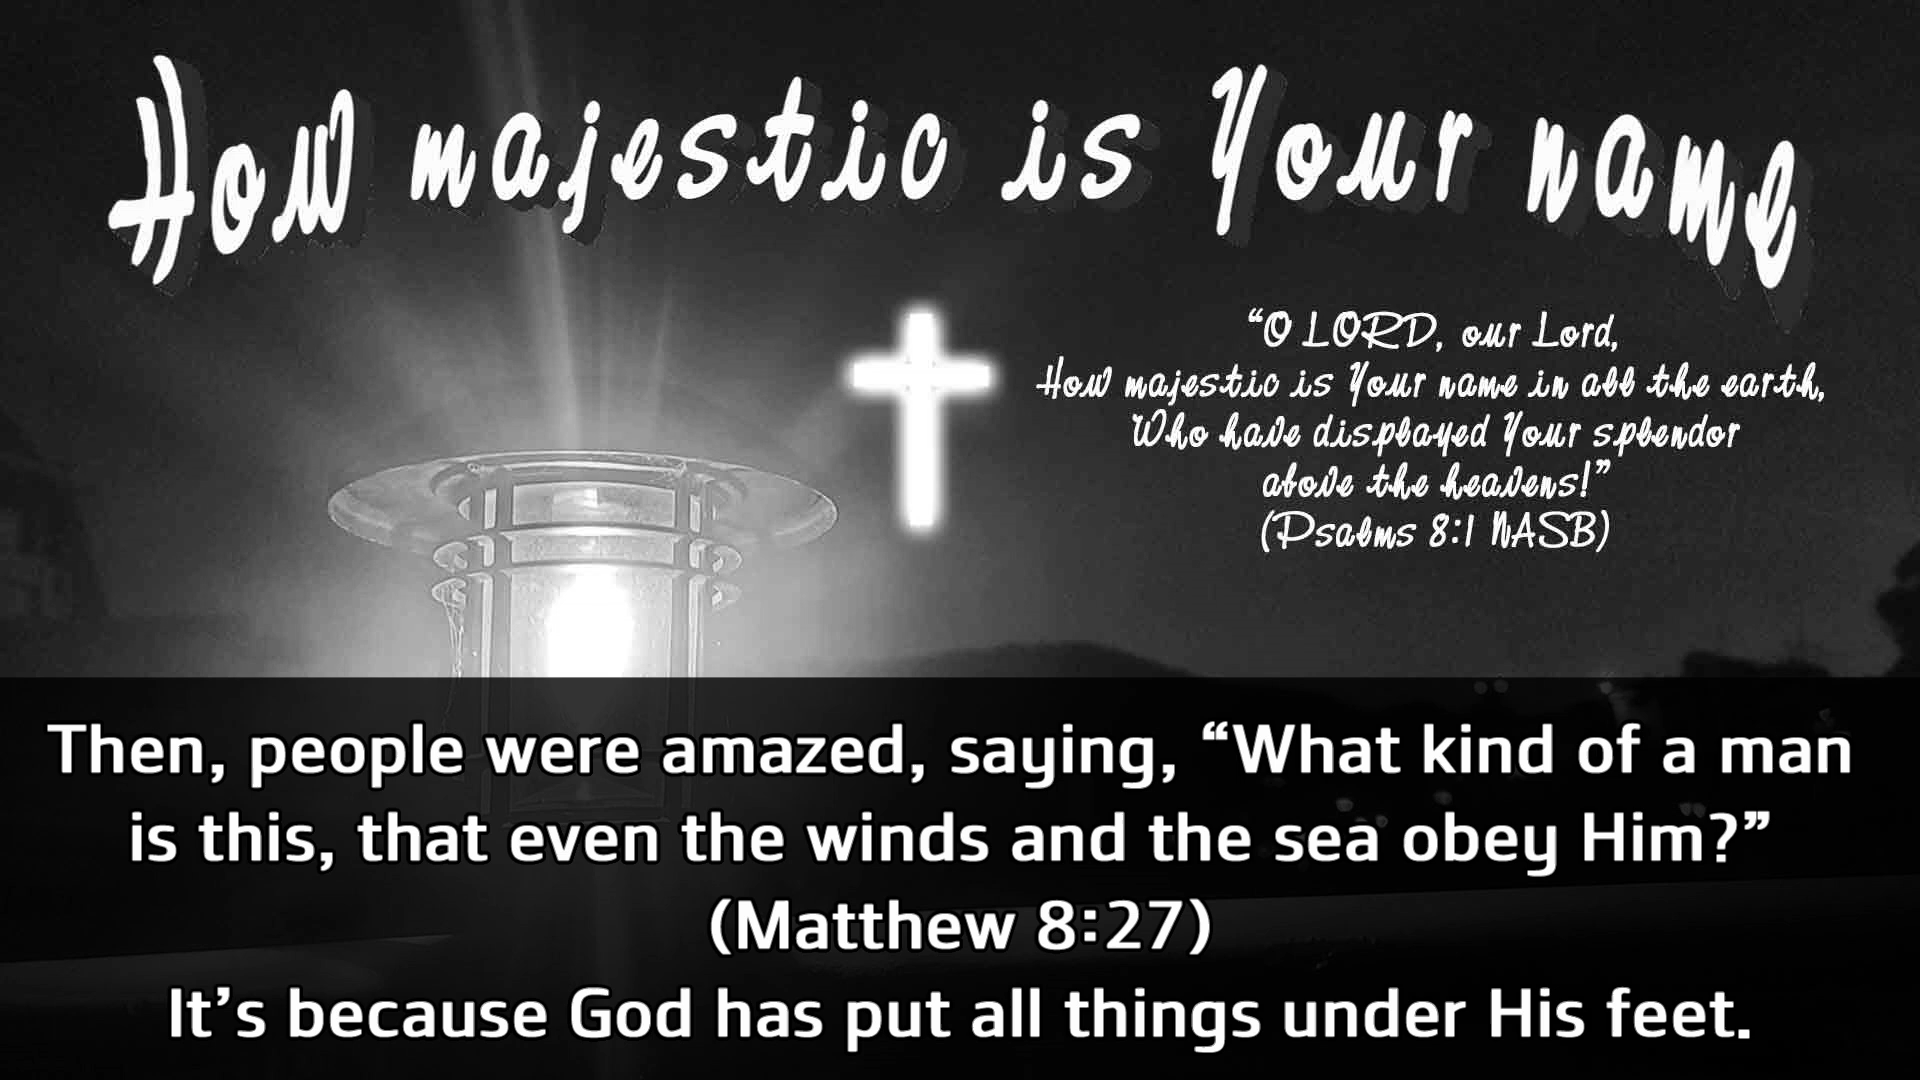 How majestic is Your name
“O LORD, our Lord,
How majestic is Your name in all the earth,
Who have displayed Your splendor
above the heavens!”
(Psalms 8:1 NASB)
Then, people were amazed, saying, “What kind of a man
is this, that even the winds and the sea obey Him?”
(Matthew 8:27)
It’s because God has put all things under His feet.